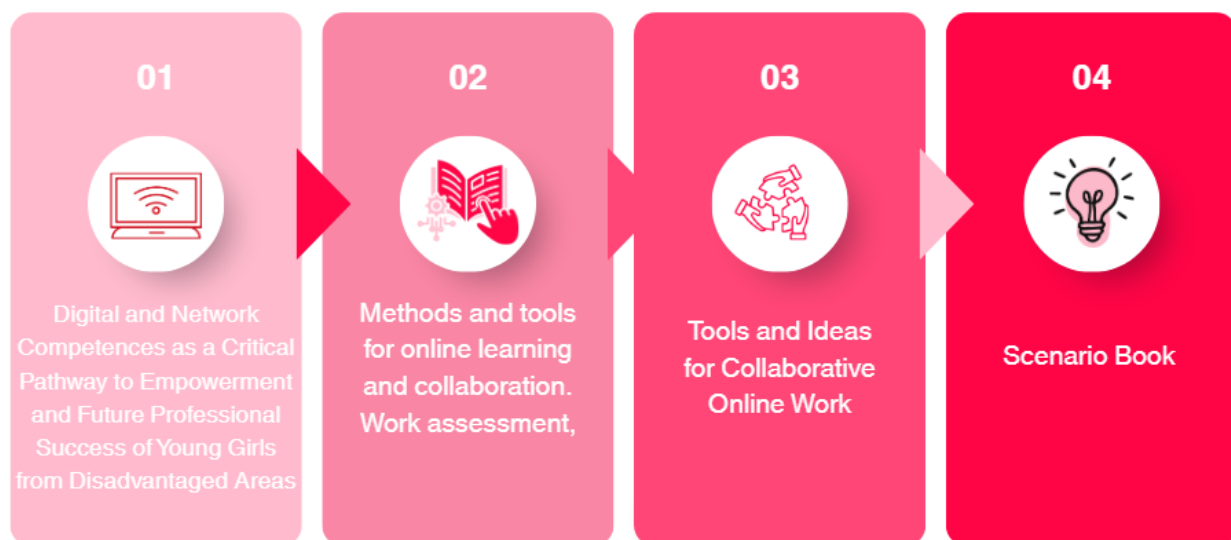 01
Digital and Network
Competences as a Critical
Pathway to Empowerment
and Future Professional
Success of Young Girls
from Disadvantaged Areas
02
Methods and tools
for online learning
and collaboration.
Work assessment,
03
Tools and Ideas
for Collaborative
Online Work
04
Scenario Book